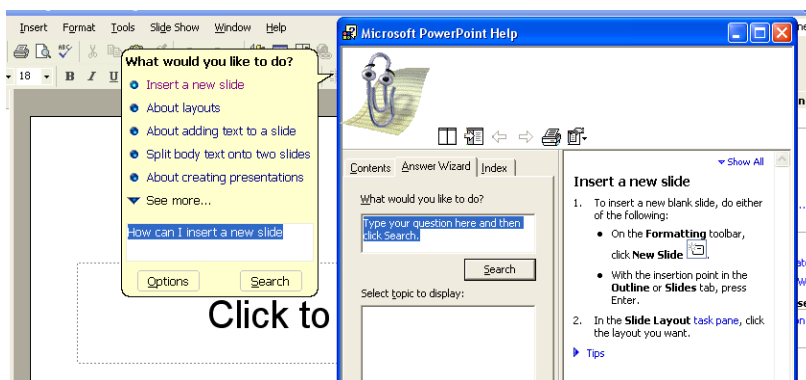 Insert Format Tools Slide Show Window Help
18 B I U
What would you like to do?
Insert a new slide
About layouts
About adding text to a slide
Split body text onto two slides
About creating presentations
See more...
How can I insert a new slide
Options Search
Click to
Microsoft PowerPoint Help
Contents Answer Wizard Index
What would you like to do?
Type your question here and then
click Search.
Search
Select topic to display:
Show All
Insert a new slide
1. To insert a new blank slide, do either
of the following:
On the Formatting toolbar,
click New Slide .
With the insertion point in the
Outline or Slides tab, press
Enter.
2. In the Slide Layout task pane, click
the layout you want.
Tips